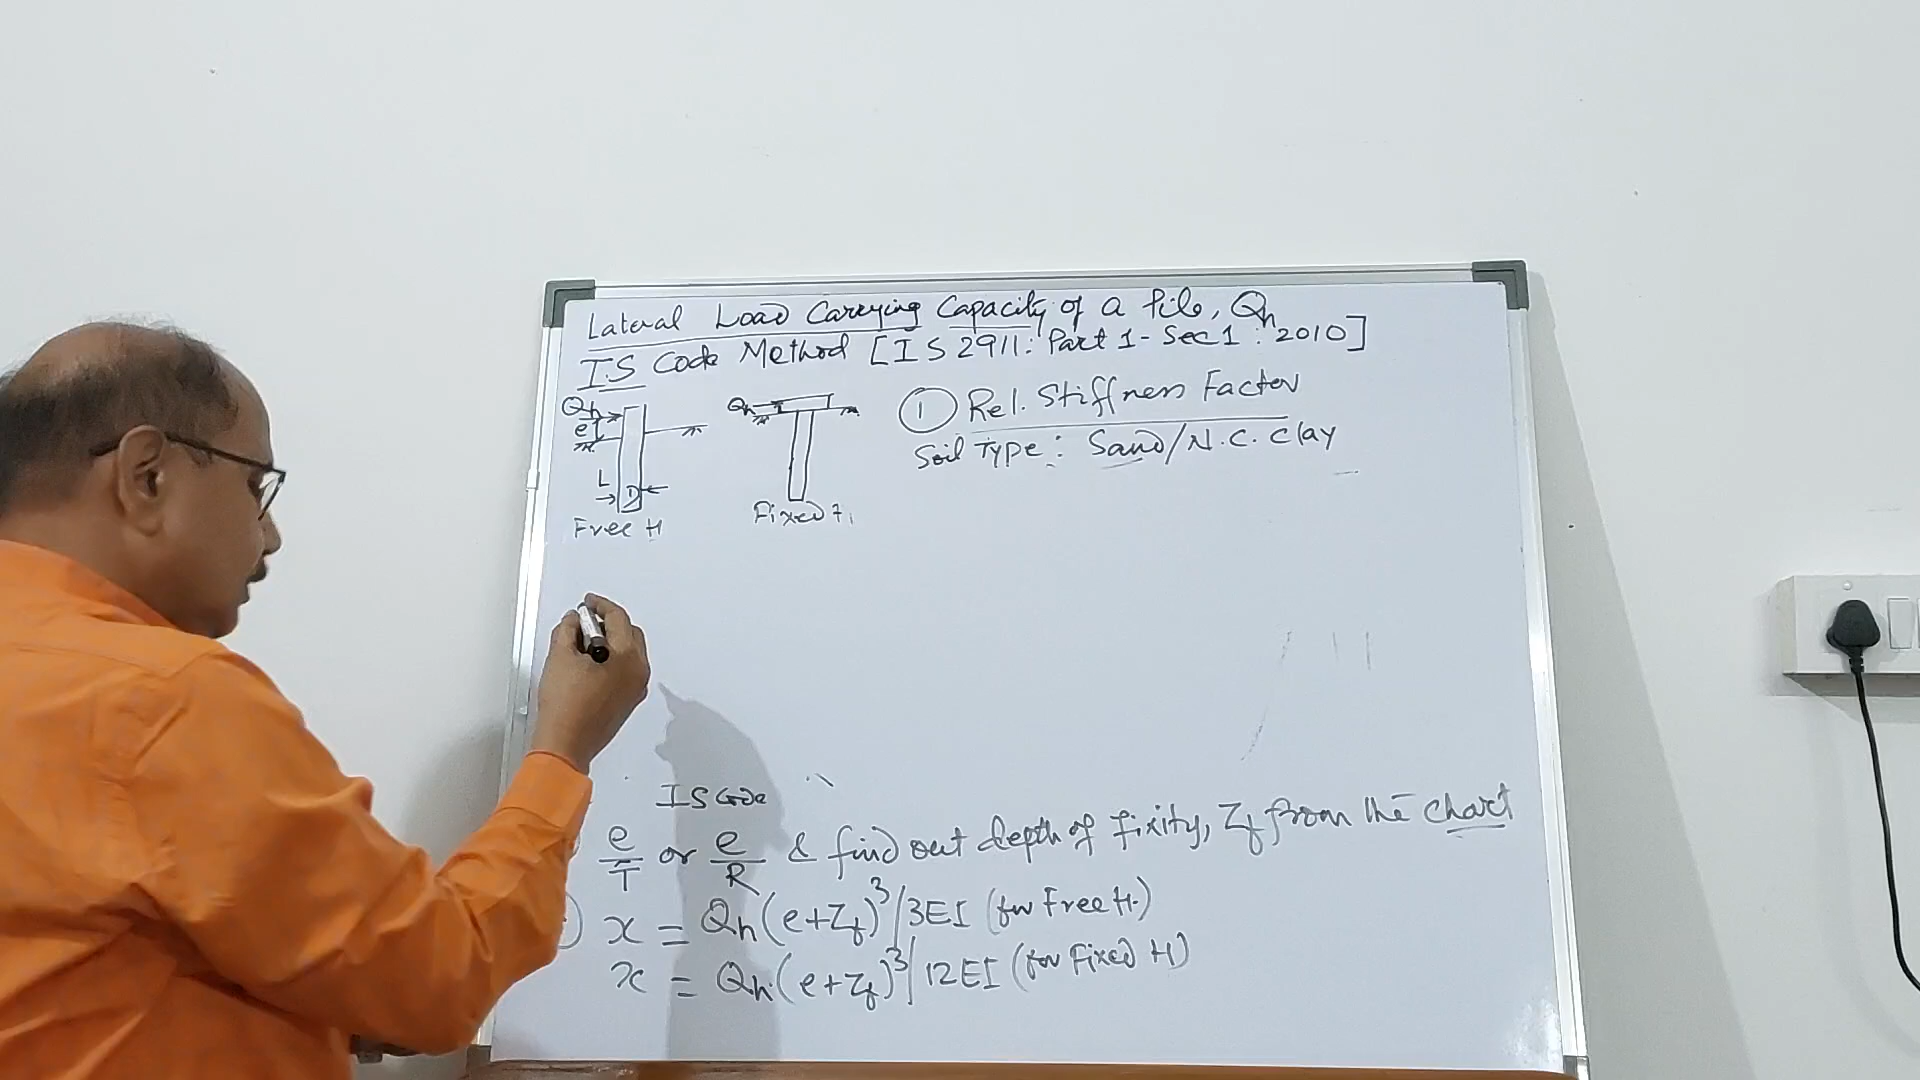 Lateral Load Carrying Capacity of a Pile, Qh
I.S Code Method [IS 2911: Part 1- Sec 1: 2010]
Qh
e
L
D
Free H
Qh
Fixed H
① Rel. Stiffness Factor
Soil Type: Sand/N.C. Clay
IS Code
e/T or e/R & find out depth of fixity, Zf from the chart
x = Qh(e+Zf)³/3EI (for Free H.)
x = Qh(e+Zf)³/12EI (for Fixed H)